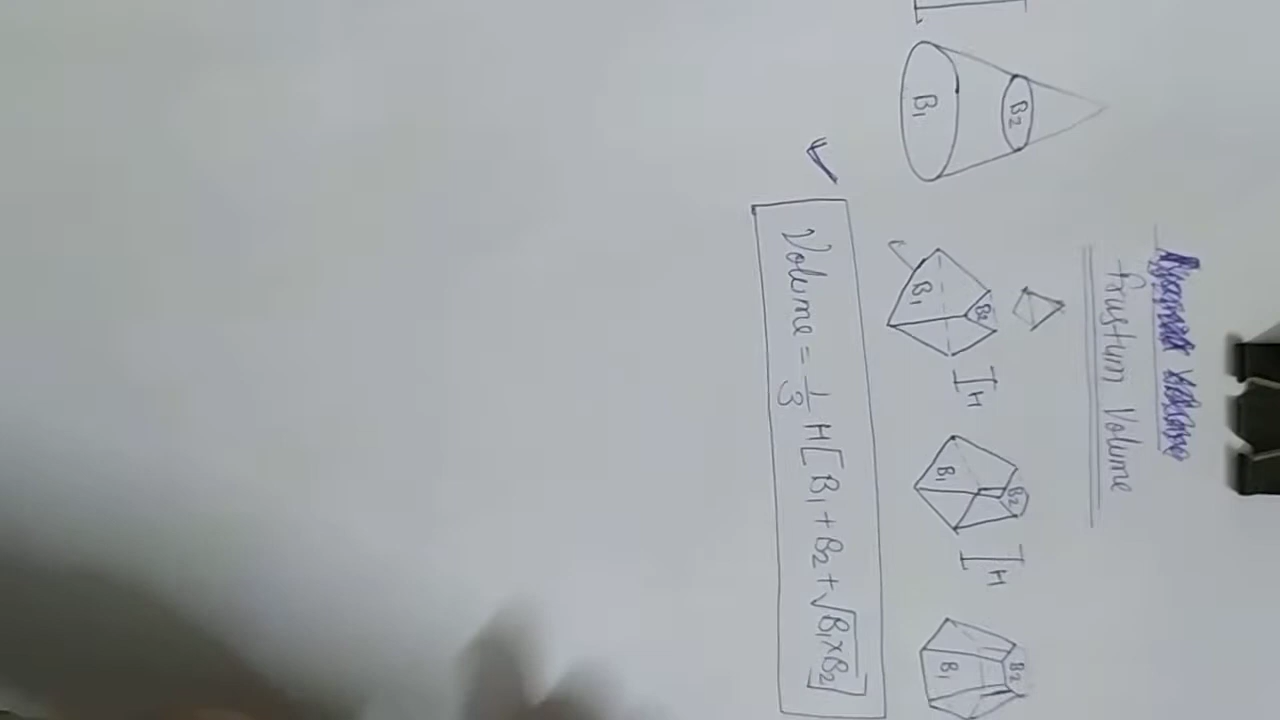 Frustum Volume
B₁ B₂
B₁ B₂ H
B₁ B₂ H
B₁ B₂
Volume = 1/3 H [B₁ + B₂ + √B₁×B₂]